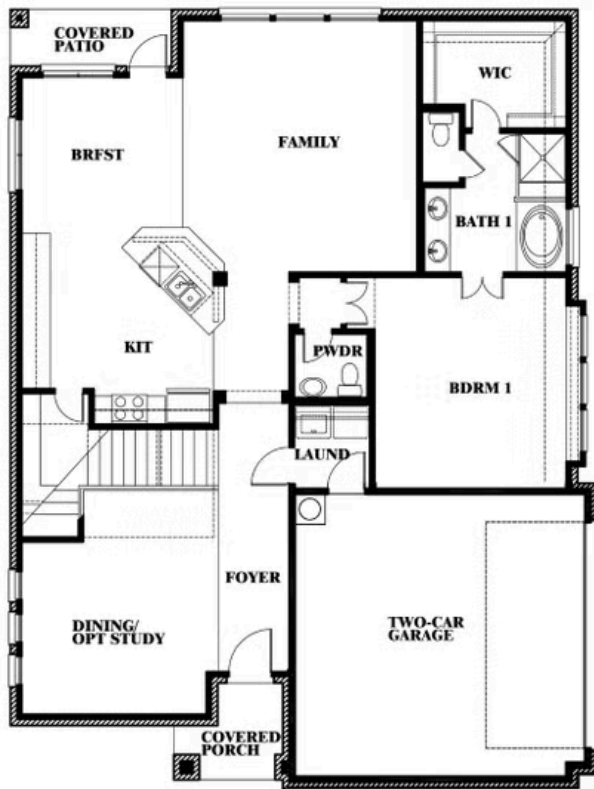 COVERED
PATIO
WIC
BRFST
FAMILY
BATH 1
KIT
PWDR
BDRM 1
LAUND
FOYER
DINING/
OPT STUDY
TWO-CAR
GARAGE
COVERED
PORCH